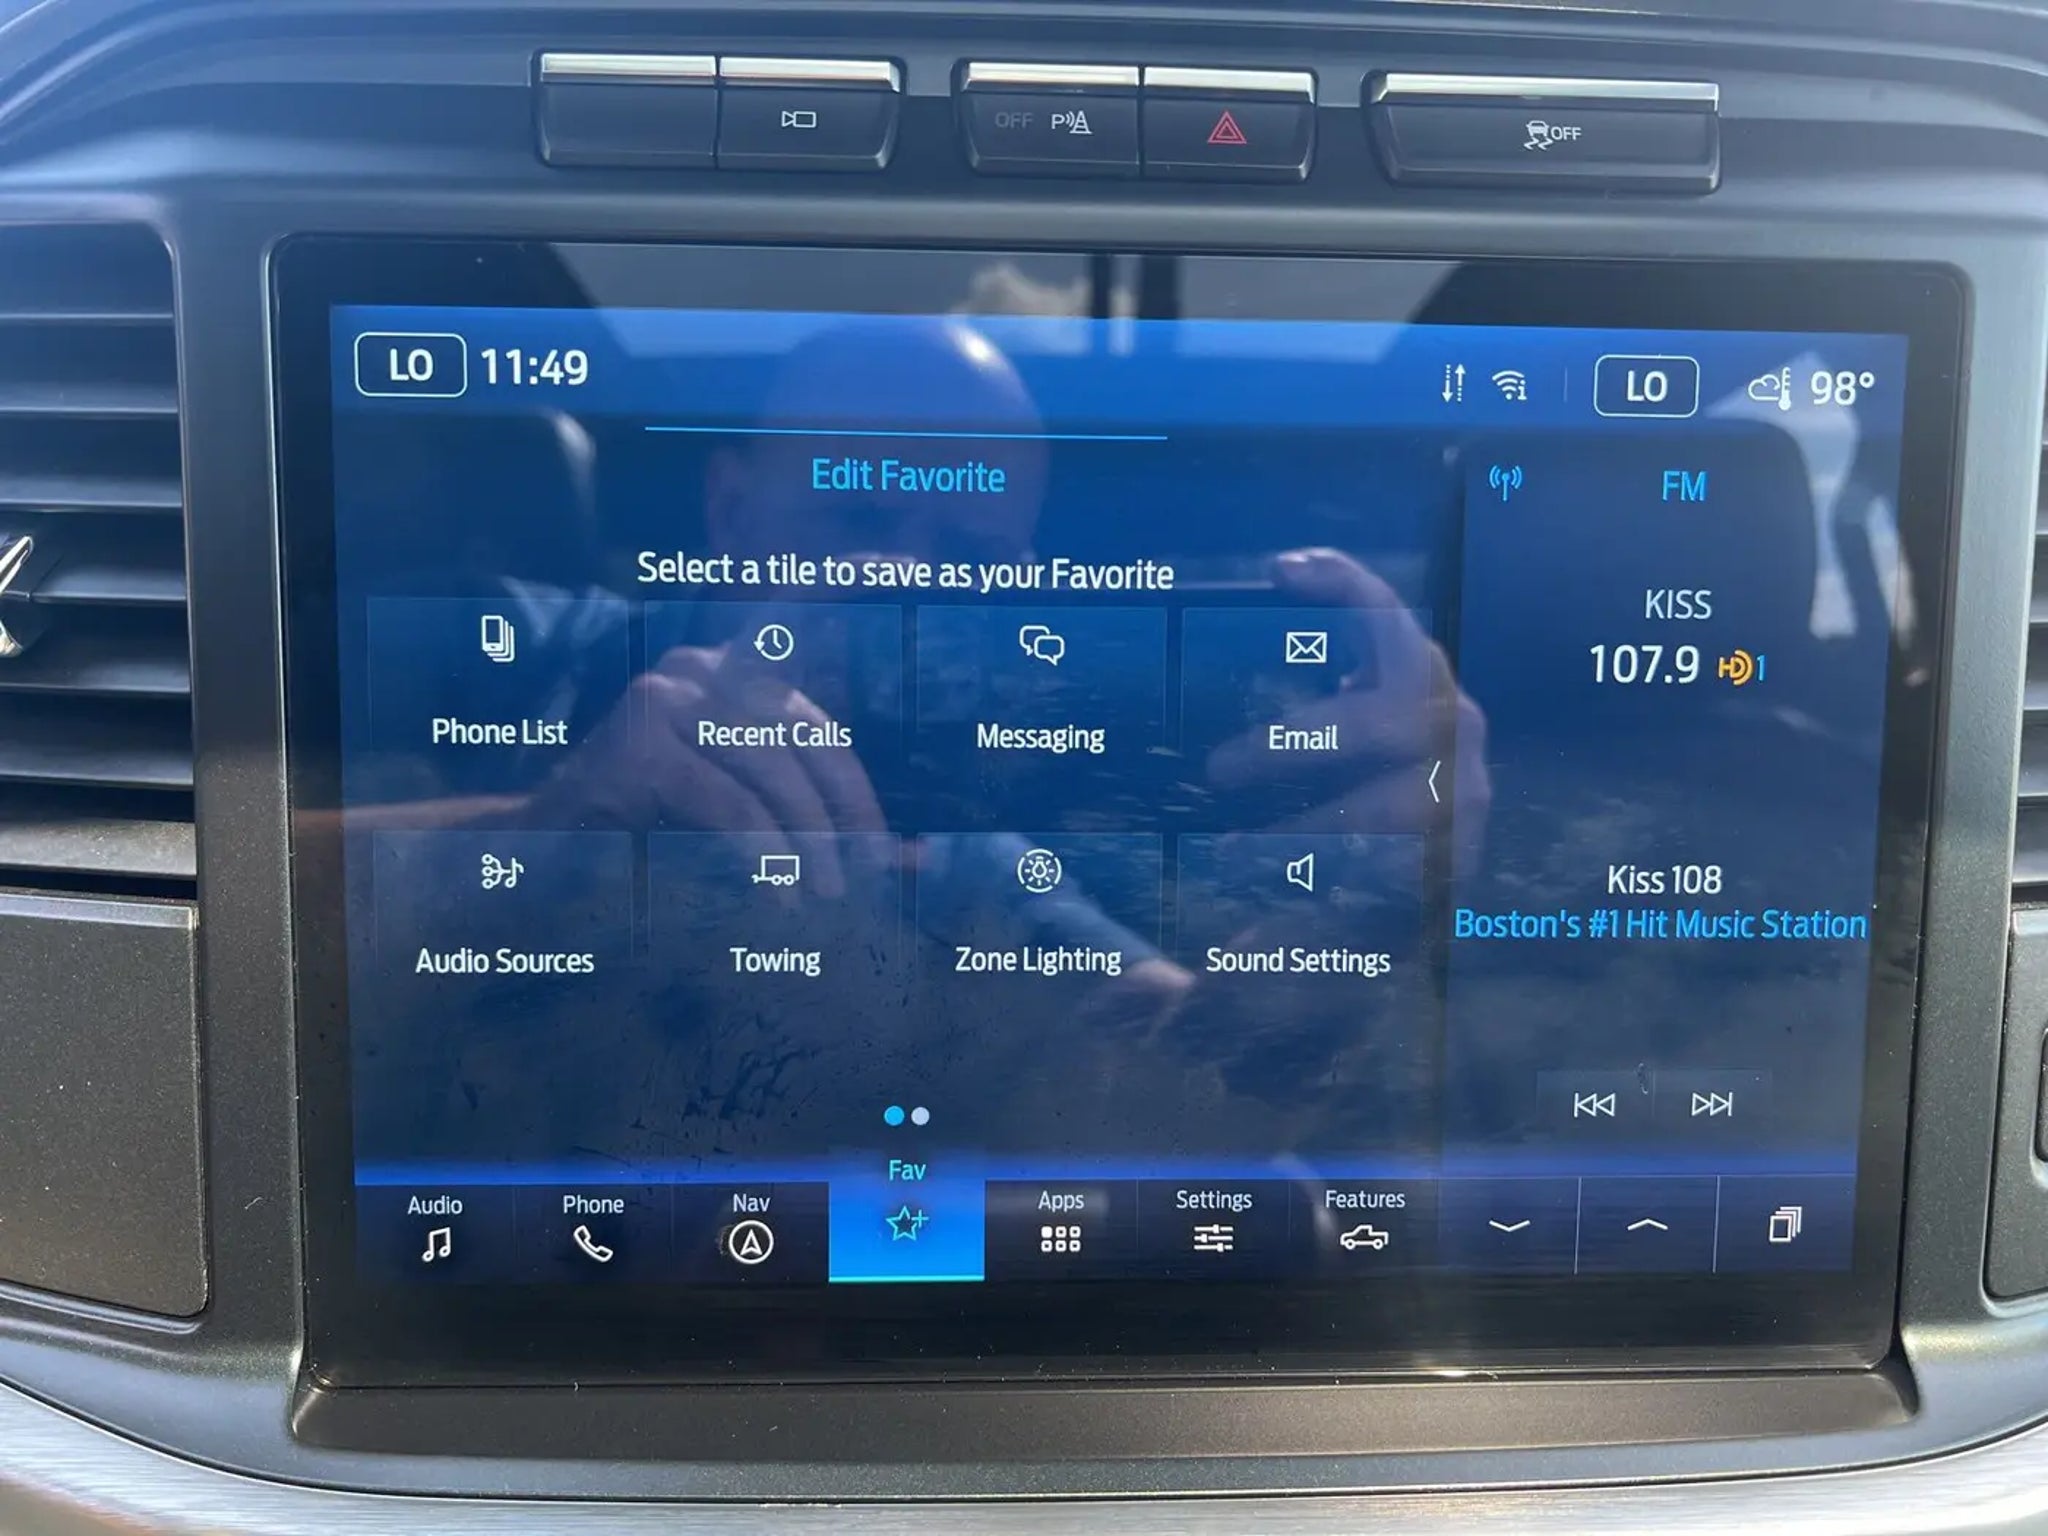 OFF P
OFF
LO 11:49 LO 98°
Edit Favorite
Select a tile to save as your Favorite
Phone List Recent Calls Messaging Email
Audio Sources Towing Zone Lighting Sound Settings
FM
KISS
107.9 HD 1
Kiss 108
Boston's #1 Hit Music Station
Audio Phone Nav Fav Apps Settings Features